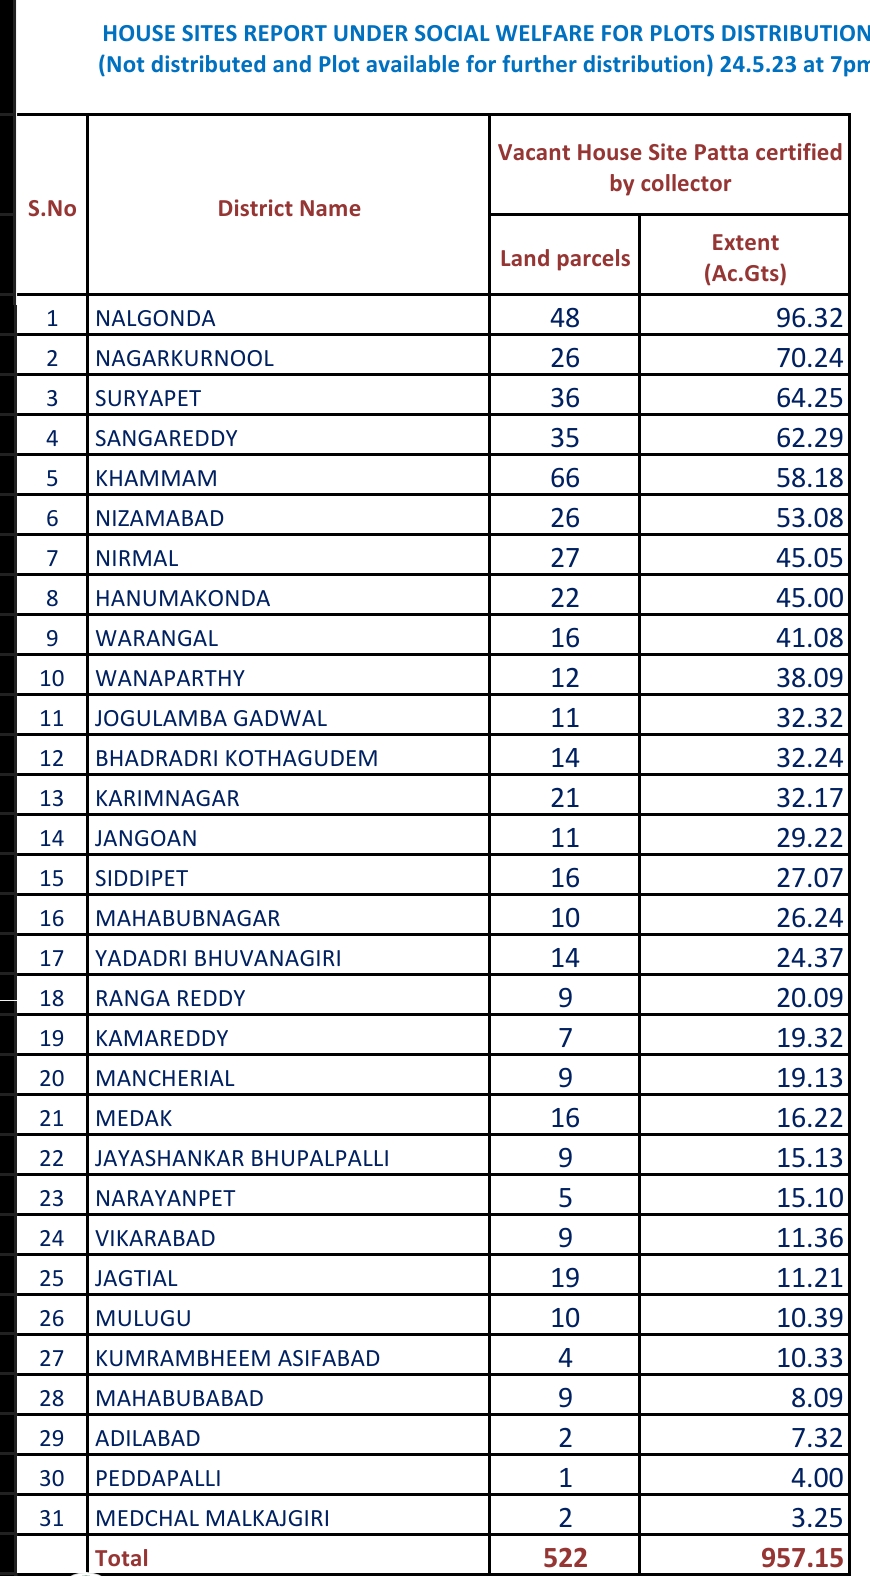 HOUSE SITES REPORT UNDER SOCIAL WELFARE FOR PLOTS DISTRIBUTION
(Not distributed and Plot available for further distribution) 24.5.23 at 7pm
S.No District Name Vacant House Site Patta certified by collector
Land parcels Extent (Ac.Gts)
1 NALGONDA 48 96.32
2 NAGARKURNOOL 26 70.24
3 SURYAPET 36 64.25
4 SANGAREDDY 35 62.29
5 KHAMMAM 66 58.18
6 NIZAMABAD 26 53.08
7 NIRMAL 27 45.05
8 HANUMAKONDA 22 45.00
9 WARANGAL 16 41.08
10 WANAPARTHY 12 38.09
11 JOGULAMBA GADWAL 11 32.32
12 BHADRADRI KOTHAGUDEM 14 32.24
13 KARIMNAGAR 21 32.17
14 JANGOAN 11 29.22
15 SIDDIPET 16 27.07
16 MAHABUBNAGAR 10 26.24
17 YADADRI BHUVANAGIRI 14 24.37
18 RANGA REDDY 9 20.09
19 KAMAREDDY 7 19.32
20 MANCHERIAL 9 19.13
21 MEDAK 16 16.22
22 JAYASHANKAR BHUPALPALLI 9 15.13
23 NARAYANPET 5 15.10
24 VIKARABAD 9 11.36
25 JAGTIAL 19 11.21
26 MULUGU 10 10.39
27 KUMRAMBHEEM ASIFABAD 4 10.33
28 MAHABUBABAD 9 8.09
29 ADILABAD 2 7.32
30 PEDDAPALLI 1 4.00
31 MEDCHAL MALKAJGIRI 2 3.25
Total 522 957.15